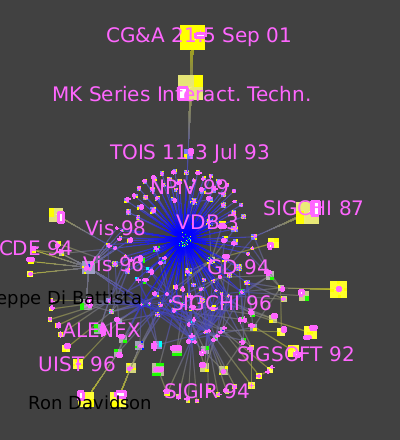 CG&A 21.5 Sep 01
MK Series Interact. Techn.
TOIS 11.3 Jul 93
NPIV 99
SIGCHI 87
VDB 3
Vis 98
CDE 94
Vis 96
GD 94
eppe Di Battista
SIGCHI 96
ALENEX
SIGSOFT 92
UIST 96
SIGIR 94
Ron Davidson